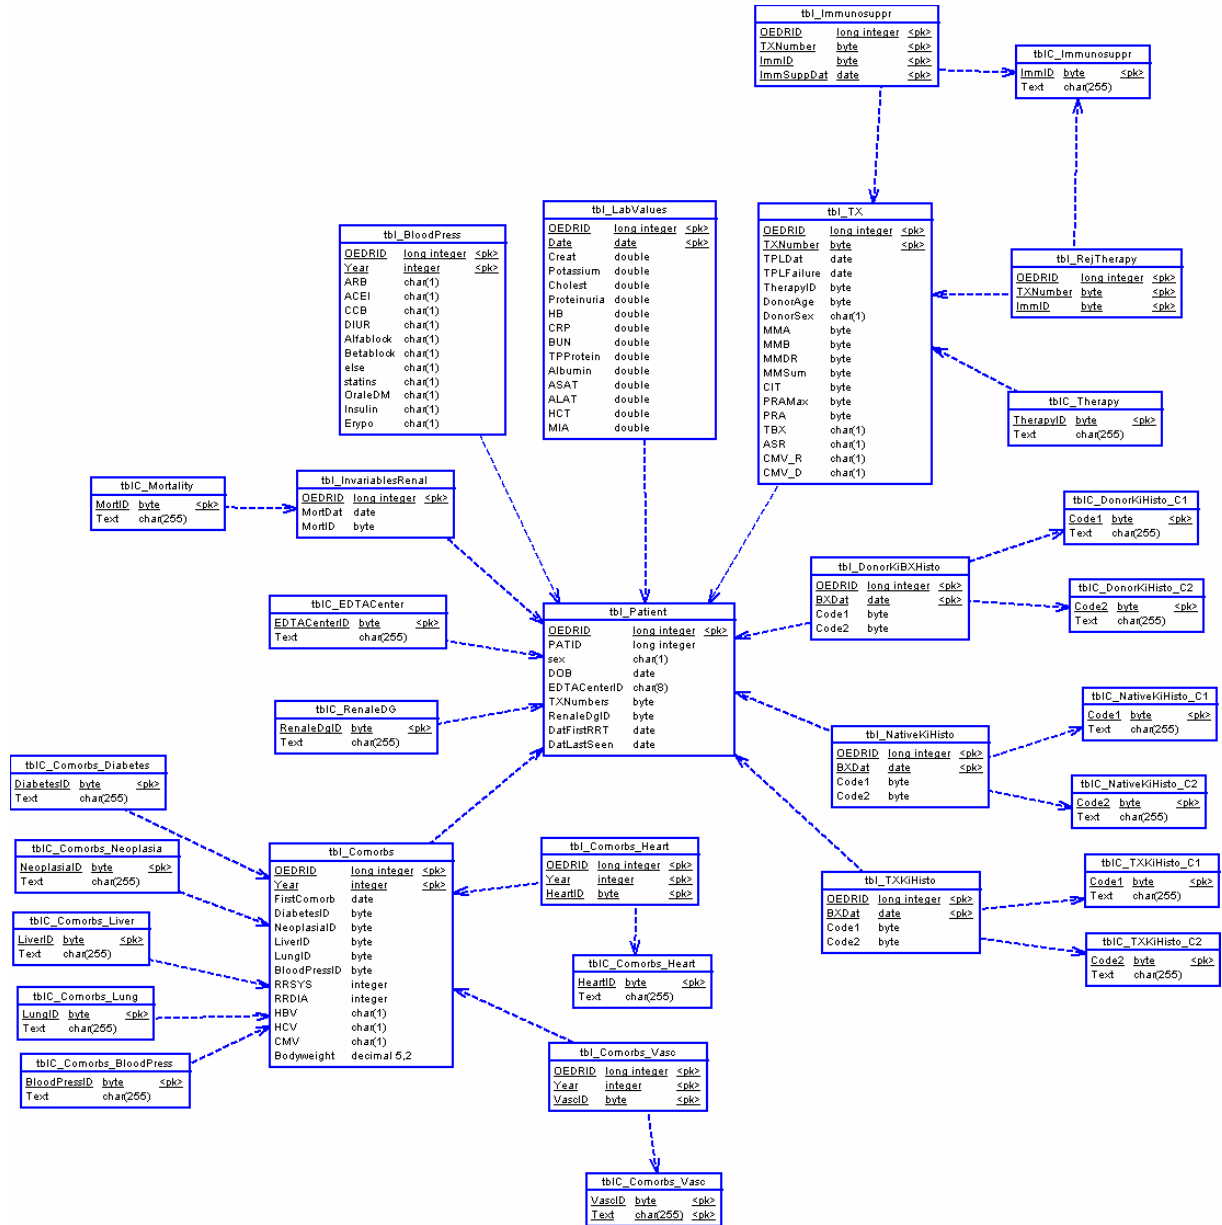 tbl_Immunosuppr
OEDRID long integer <pk>
TXNumber byte <pk>
ImmID byte <pk>
ImmSuppDat date <pk>
tblC_Immunosuppr
ImmID byte <pk>
Text char(255)
tbl_BloodPress
OEDRID long integer <pk>
Year integer <pk>
ARB char(1)
ACEI char(1)
CCB char(1)
DIUR char(1)
Alfablock char(1)
Betablock char(1)
else char(1)
statins char(1)
OraleDM char(1)
Insulin char(1)
Erypo char(1)
tbl_LabValues
OEDRID long integer <pk>
Date date <pk>
Creat double
Potassium double
Cholest double
Proteinuria double
HB double
CRP double
BUN double
TPProtein double
Albumin double
ASAT double
ALAT double
HCT double
MIA double
tbl_TX
OEDRID long integer <pk>
TXNumber byte <pk>
TPLDat date
TPLFailure date
TherapyID byte
DonorAge byte
DonorSex char(1)
MMA byte
MMB byte
MMDR byte
MMSum byte
CIT byte
PRAMax byte
PRA byte
TBX char(1)
ASR char(1)
CMV_R char(1)
CMV_D char(1)
tbl_RejTherapy
OEDRID long integer <pk>
TXNumber byte <pk>
ImmID byte <pk>
tblC_Therapy
TherapyID byte <pk>
Text char(255)
tblC_Mortality
MortID byte <pk>
Text char(255)
tbl_InvariablesRenal
OEDRID long integer <pk>
MortDat date
MortID byte
tblC_DonorKiHisto_C1
Code1 byte <pk>
Text char(255)
tbl_DonorKiBXHisto
OEDRID long integer <pk>
BXDat date <pk>
Code1 byte
Code2 byte
tblC_DonorKiHisto_C2
Code2 byte <pk>
Text char(255)
tblC_EDTACenter
EDTACenterID byte <pk>
Text char(255)
tbl_Patient
OEDRID long integer <pk>
PATID long integer
sex char(1)
DOB date
EDTACenterID char(8)
TXNumbers byte
RenaleDgID byte
DatFirstRRT date
DatLastSeen date
tblC_RenaleDG
RenaleDgID byte <pk>
Text char(255)
tblC_NativeKiHisto_C1
Code1 byte <pk>
Text char(255)
tbl_NativeKiHisto
OEDRID long integer <pk>
BXDat date <pk>
Code1 byte
Code2 byte
tblC_NativeKiHisto_C2
Code2 byte <pk>
Text char(255)
tblC_Comorbs_Diabetes
DiabetesID byte <pk>
Text char(255)
tblC_Comorbs_Neoplasia
NeoplasiaID byte <pk>
Text char(255)
tblC_Comorbs_Liver
LiverID byte <pk>
Text char(255)
tblC_Comorbs_Lung
LungID byte <pk>
Text char(255)
tblC_Comorbs_BloodPress
BloodPressID byte <pk>
Text char(255)
tbl_Comorbs
OEDRID long integer <pk>
Year integer <pk>
FirstComorb date
DiabetesID byte
NeoplasiaID byte
LiverID byte
LungID byte
BloodPressID byte
RRSYS integer
RRDIA integer
HBV char(1)
HCV char(1)
CMV char(1)
Bodyweight decimal 5,2
tbl_Comorbs_Heart
OEDRID long integer <pk>
Year integer <pk>
HeartID byte <pk>
tblC_Comorbs_Heart
HeartID byte <pk>
Text char(255)
tbl_TXKiHisto
OEDRID long integer <pk>
BXDat date <pk>
Code1 byte
Code2 byte
tblC_TXKiHisto_C1
Code1 byte <pk>
Text char(255)
tblC_TXKiHisto_C2
Code2 byte <pk>
Text char(255)
tbl_Comorbs_Vasc
OEDRID long integer <pk>
Year integer <pk>
VascID byte <pk>
tblC_Comorbs_Vasc
VascID byte <pk>
Text char(255) <pk>